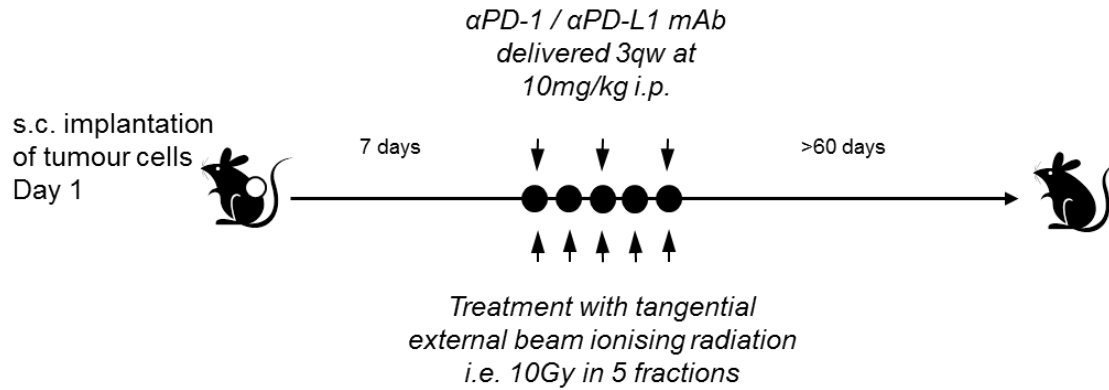 αPD-1 / αPD-L1 mAb
delivered 3qw at
10mg/kg i.p.
s.c. implantation
of tumour cells
Day 1
7 days
>60 days
Treatment with tangential
external beam ionising radiation
i.e. 10Gy in 5 fractions